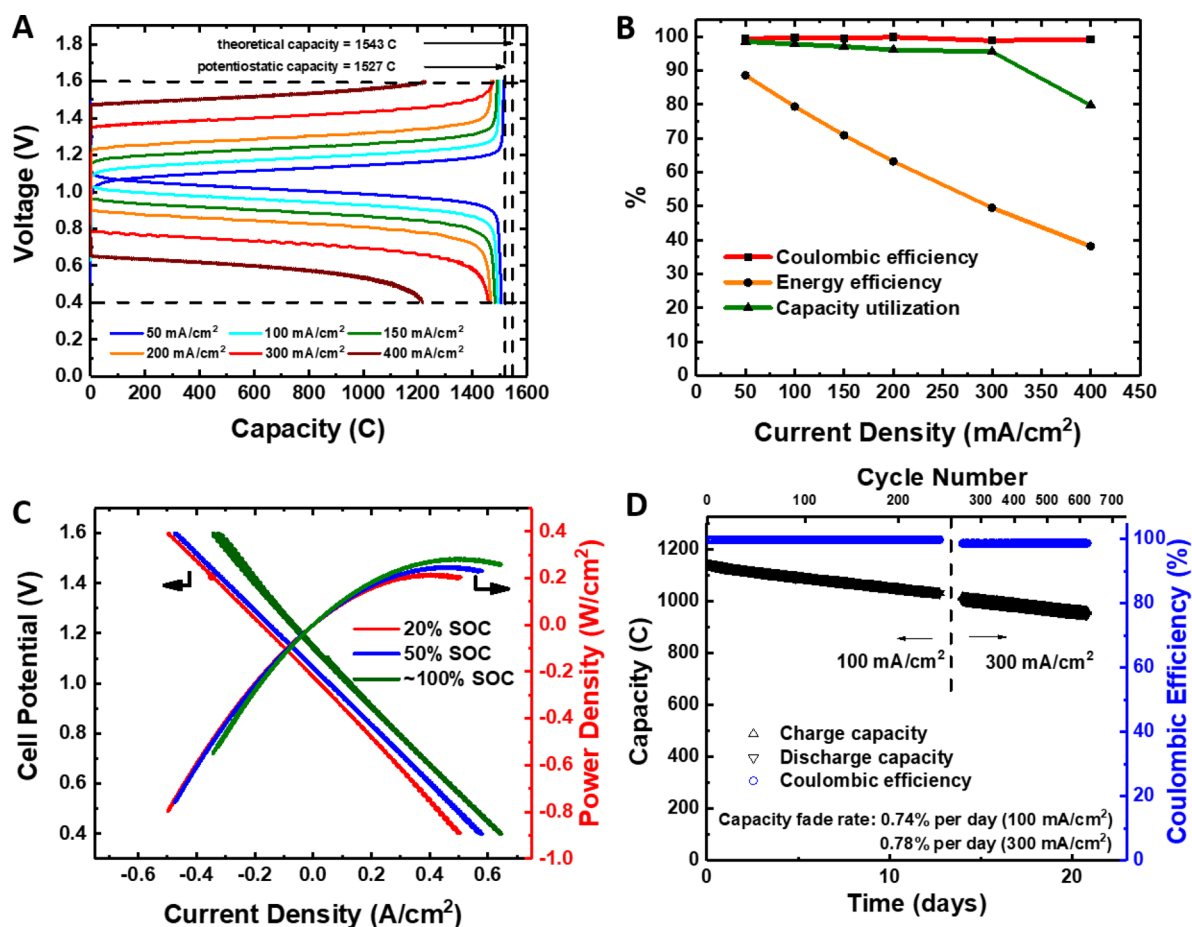 A
theoretical capacity = 1543 C
potentiostatic capacity = 1527 C
1.8
1.6
1.4
1.2
1.0
0.8
0.6
0.4
0.2
0.0
Voltage (V)
50 mA/cm² 100 mA/cm² 150 mA/cm²
200 mA/cm² 300 mA/cm² 400 mA/cm²
0 200 400 600 800 1000 1200 1400 1600
Capacity (C)
B
100
90
80
70
60
50
40
30
20
10
0
%
Coulombic efficiency
Energy efficiency
Capacity utilization
0 50 100 150 200 250 300 350 400 450
Current Density (mA/cm²)
C
1.6
1.4
1.2
1.0
0.8
0.6
0.4
Cell Potential (V)
20% SOC
50% SOC
~100% SOC
0.4
0.2
0.0
-0.2
-0.4
-0.6
-0.8
-1.0
Power Density (W/cm²)
-0.6 -0.4 -0.2 0.0 0.2 0.4 0.6
Current Density (A/cm²)
D
Cycle Number
0 100 200 300 400 500 600 700
1200
1000
800
600
400
200
0
Capacity (C)
100 mA/cm² 300 mA/cm²
Charge capacity
Discharge capacity
Coulombic efficiency
Capacity fade rate: 0.74% per day (100 mA/cm²)
0.78% per day (300 mA/cm²)
100
80
60
40
20
0
Coulombic Efficiency (%)
0 10 20
Time (days)